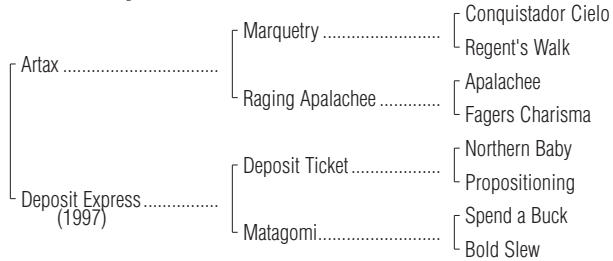 Conquistador Cielo
Marquetry
Regent's Walk
Artax
Apalachee
Raging Apalachee
Fagers Charisma
Northern Baby
Deposit Ticket
Propositioning
Deposit Express
(1997)
Spend a Buck
Matagomi
Bold Slew